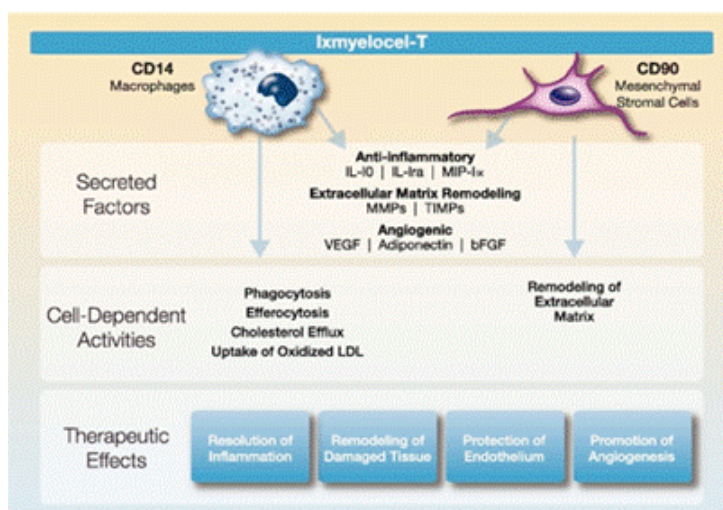 Ixmyelocel-T
CD14
Macrophages
CD90
Mesenchymal
Stromal Cells
Secreted
Factors
Anti-inflammatory
IL-10 | IL-Ira | MIP-Iα
Extracellular Matrix Remodeling
MMPs | TIMPs
Angiogenic
VEGF | Adiponectin | bFGF
Cell-Dependent
Activities
Phagocytosis
Efferocytosis
Cholesterol Efflux
Uptake of Oxidized LDL
Remodeling of
Extracellular
Matrix
Therapeutic
Effects
Resolution of
Inflammation
Remodeling of
Damaged Tissue
Protection of
Endothelium
Promotion of
Angiogenesis